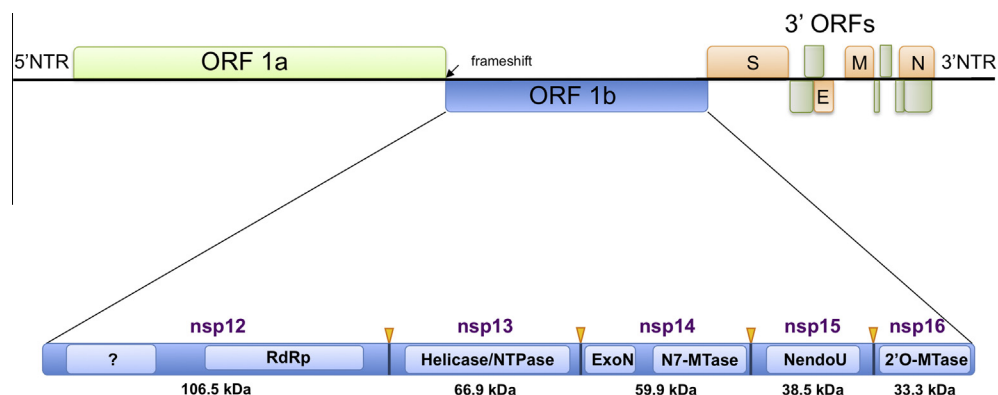 3’ ORFs
5’NTR ORF 1a frameshift S M N 3’NTR
ORF 1b E
nsp12 nsp13 nsp14 nsp15 nsp16
? RdRp Helicase/NTPase ExoN N7-MTase NendoU 2’O-MTase
106.5 kDa 66.9 kDa 59.9 kDa 38.5 kDa 33.3 kDa